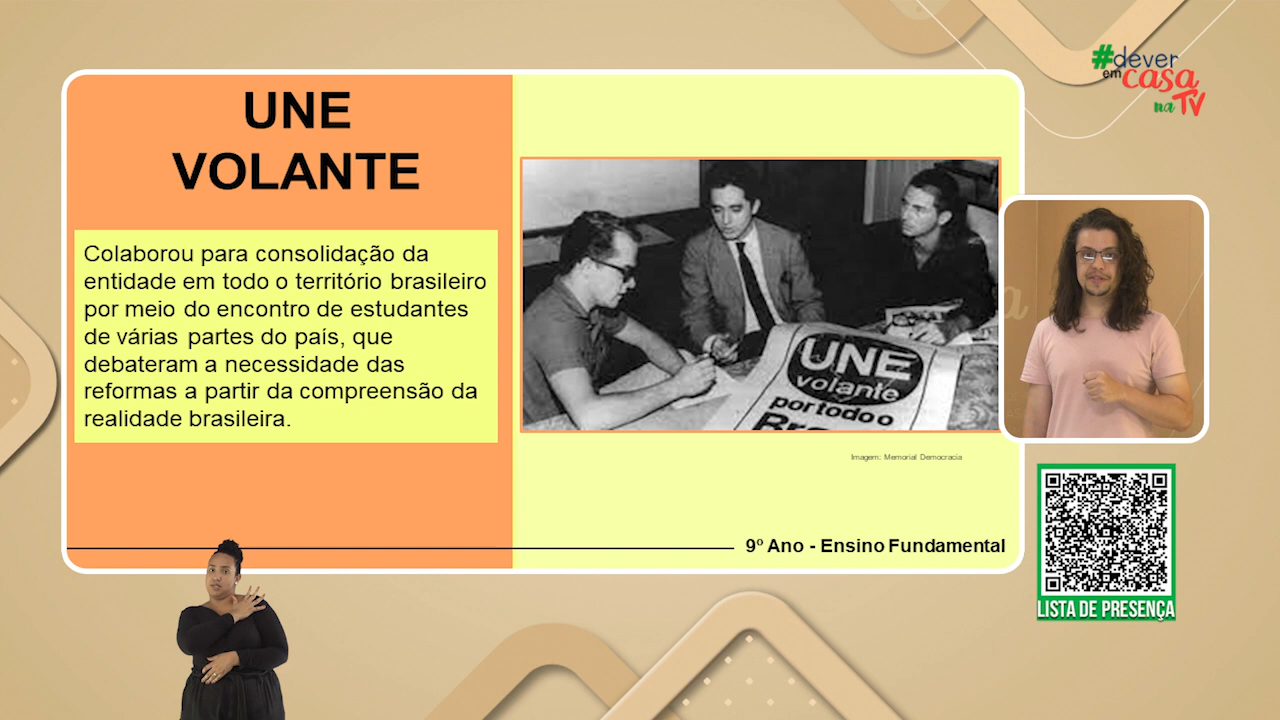 UNE
VOLANTE
Colaborou para consolidação da
entidade em todo o território brasileiro
por meio do encontro de estudantes
de várias partes do país, que
debateram a necessidade das
reformas a partir da compreensão da
realidade brasileira.
UNE
volante
por todo o
Imagem: Memorial Democracia
9º Ano - Ensino Fundamental
#dever
em casa
na TV
LISTA DE PRESENÇA